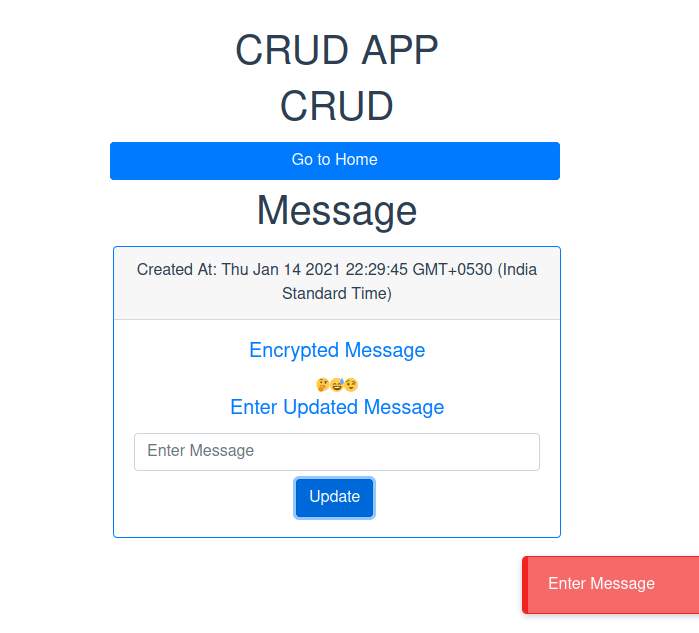 CRUD APP
CRUD
Go to Home
Message
Created At: Thu Jan 14 2021 22:29:45 GMT+0530 (India
Standard Time)
Encrypted Message
🤔😅😉
Enter Updated Message
Enter Message
Update
Enter Message